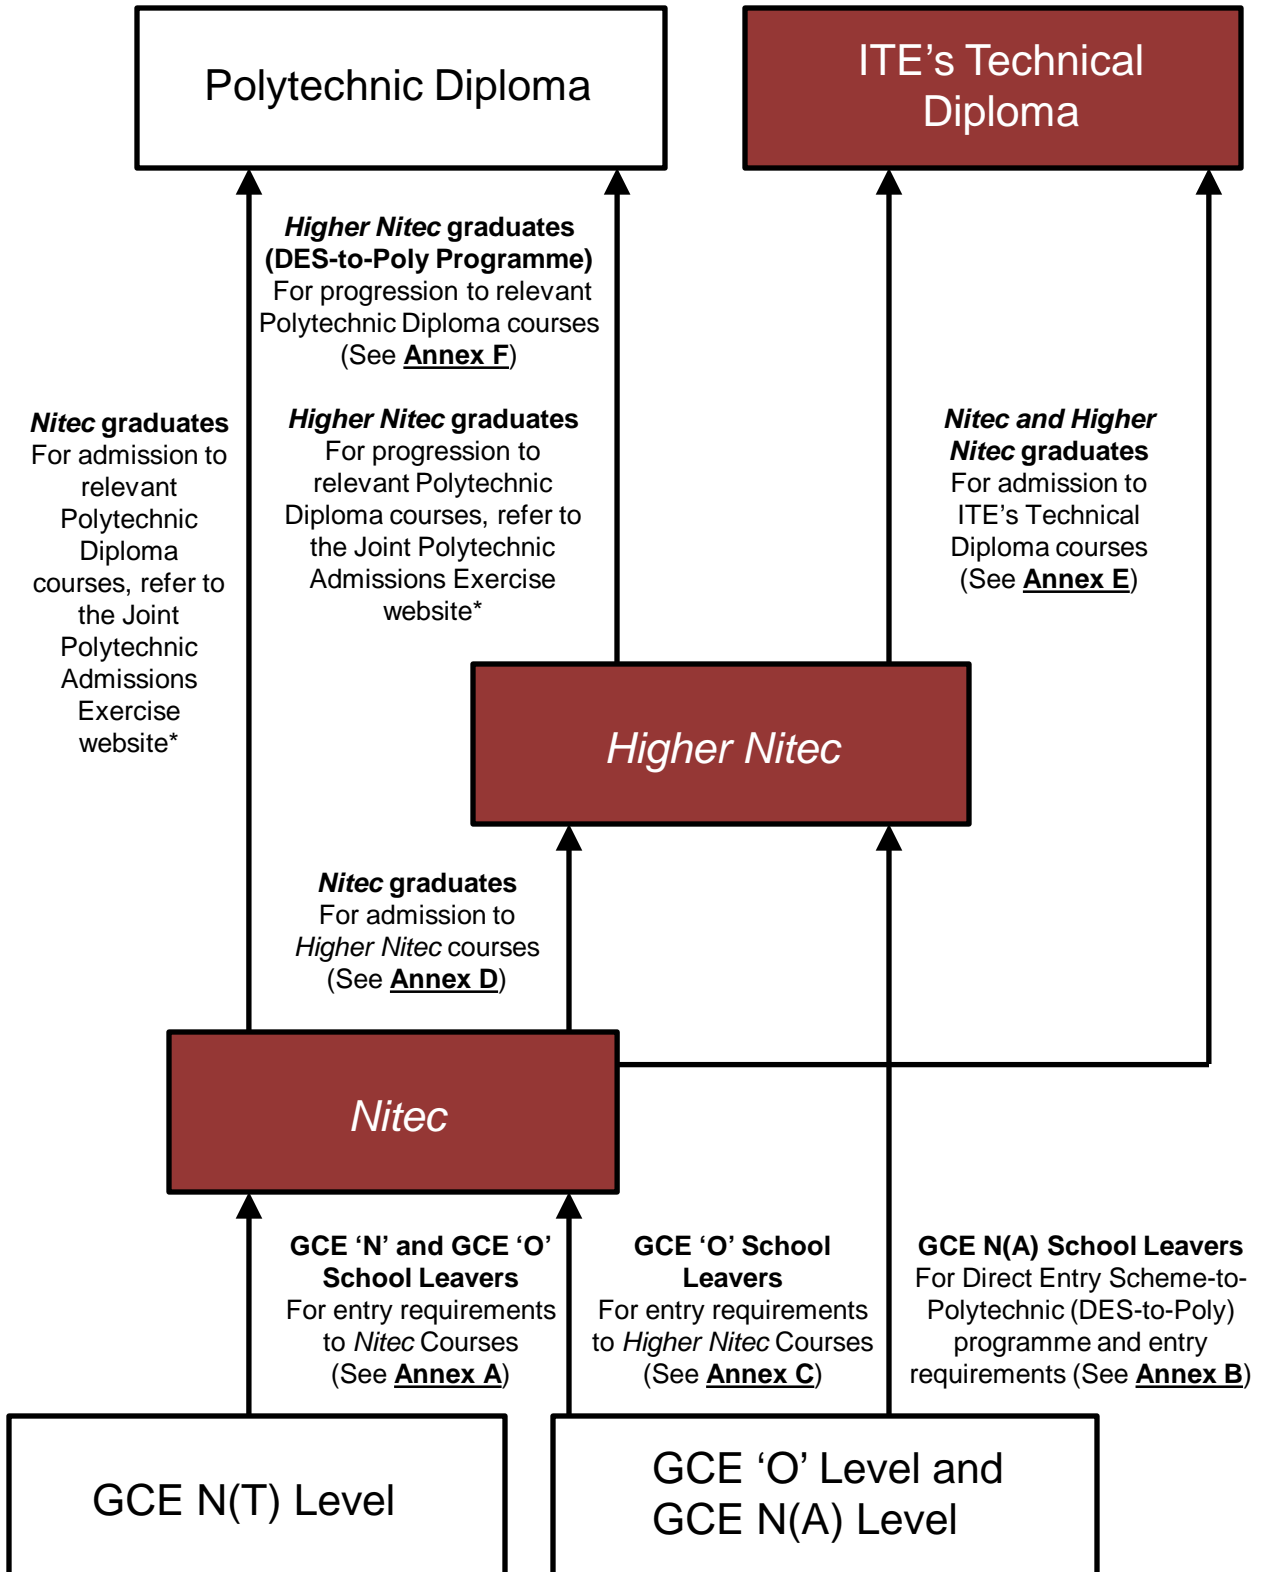 Polytechnic Diploma
ITE’s Technical
Diploma
Higher Nitec graduates
(DES-to-Poly Programme)
For progression to relevant
Polytechnic Diploma courses
(See Annex F)
Nitec graduates
For admission to
relevant
Polytechnic
Diploma
courses, refer to
the Joint
Polytechnic
Admissions
Exercise
website*
Higher Nitec graduates
For progression to
relevant Polytechnic
Diploma courses, refer to
the Joint Polytechnic
Admissions Exercise
website*
Nitec and Higher
Nitec graduates
For admission to
ITE’s Technical
Diploma courses
(See Annex E)
Higher Nitec
Nitec graduates
For admission to
Higher Nitec courses
(See Annex D)
Nitec
GCE ‘N’ and GCE ‘O’
School Leavers
For entry requirements
to Nitec Courses
(See Annex A)
GCE ‘O’ School
Leavers
For entry requirements
to Higher Nitec Courses
(See Annex C)
GCE N(A) School Leavers
For Direct Entry Scheme-to-
Polytechnic (DES-to-Poly)
programme and entry
requirements (See Annex B)
GCE N(T) Level
GCE ‘O’ Level and
GCE N(A) Level